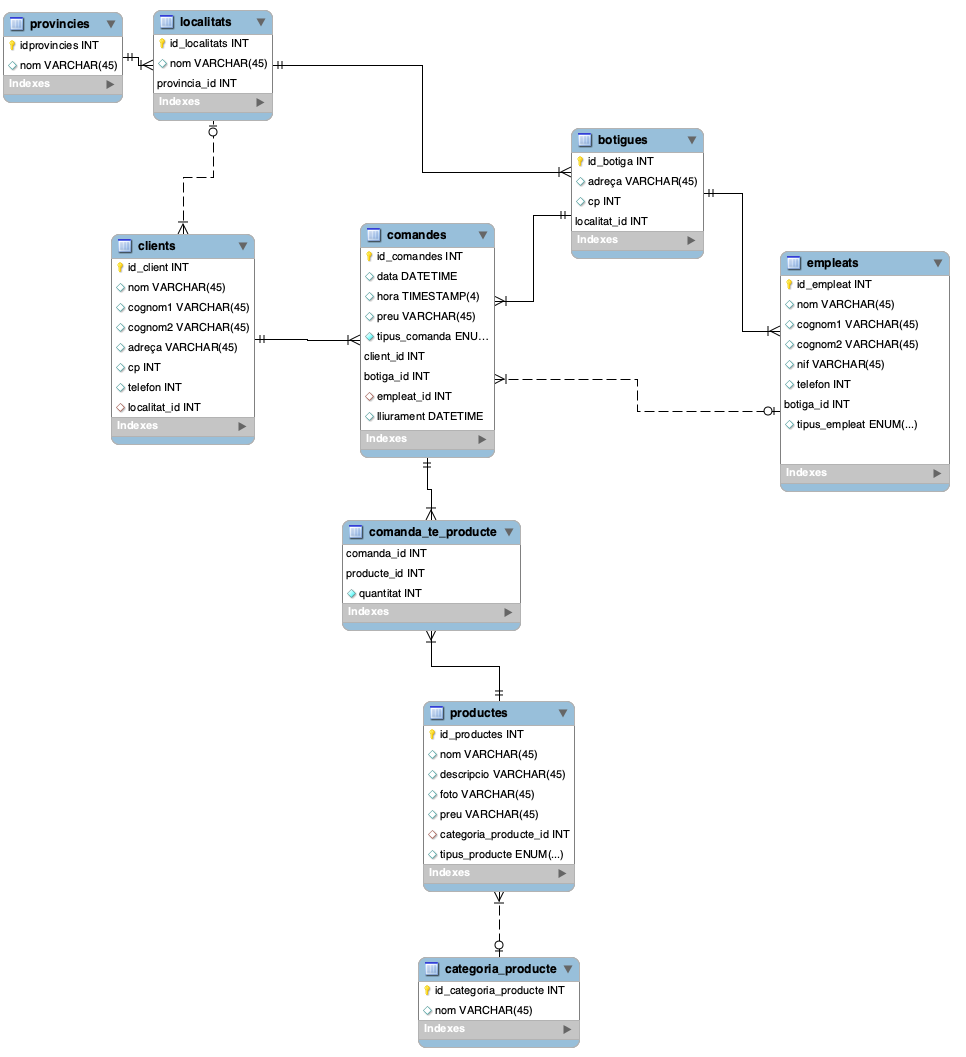 provincies
idprovincies INT
nom VARCHAR(45)
Indexes
localitats
id_localitats INT
nom VARCHAR(45)
provincia_id INT
Indexes
botigues
id_botiga INT
adreça VARCHAR(45)
cp INT
localitat_id INT
Indexes
clients
id_client INT
nom VARCHAR(45)
cognom1 VARCHAR(45)
cognom2 VARCHAR(45)
adreça VARCHAR(45)
cp INT
telefon INT
localitat_id INT
Indexes
comandes
id_comandes INT
data DATETIME
hora TIMESTAMP(4)
preu VARCHAR(45)
tipus_comanda ENU...
client_id INT
botiga_id INT
empleat_id INT
lliurament DATETIME
Indexes
empleats
id_empleat INT
nom VARCHAR(45)
cognom1 VARCHAR(45)
cognom2 VARCHAR(45)
nif VARCHAR(45)
telefon INT
botiga_id INT
tipus_empleat ENUM(...)
Indexes
comanda_te_producte
comanda_id INT
producte_id INT
quantitat INT
Indexes
productes
id_productes INT
nom VARCHAR(45)
descripcio VARCHAR(45)
foto VARCHAR(45)
preu VARCHAR(45)
categoria_producte_id INT
tipus_producte ENUM(...)
Indexes
categoria_producte
id_categoria_producte INT
nom VARCHAR(45)
Indexes